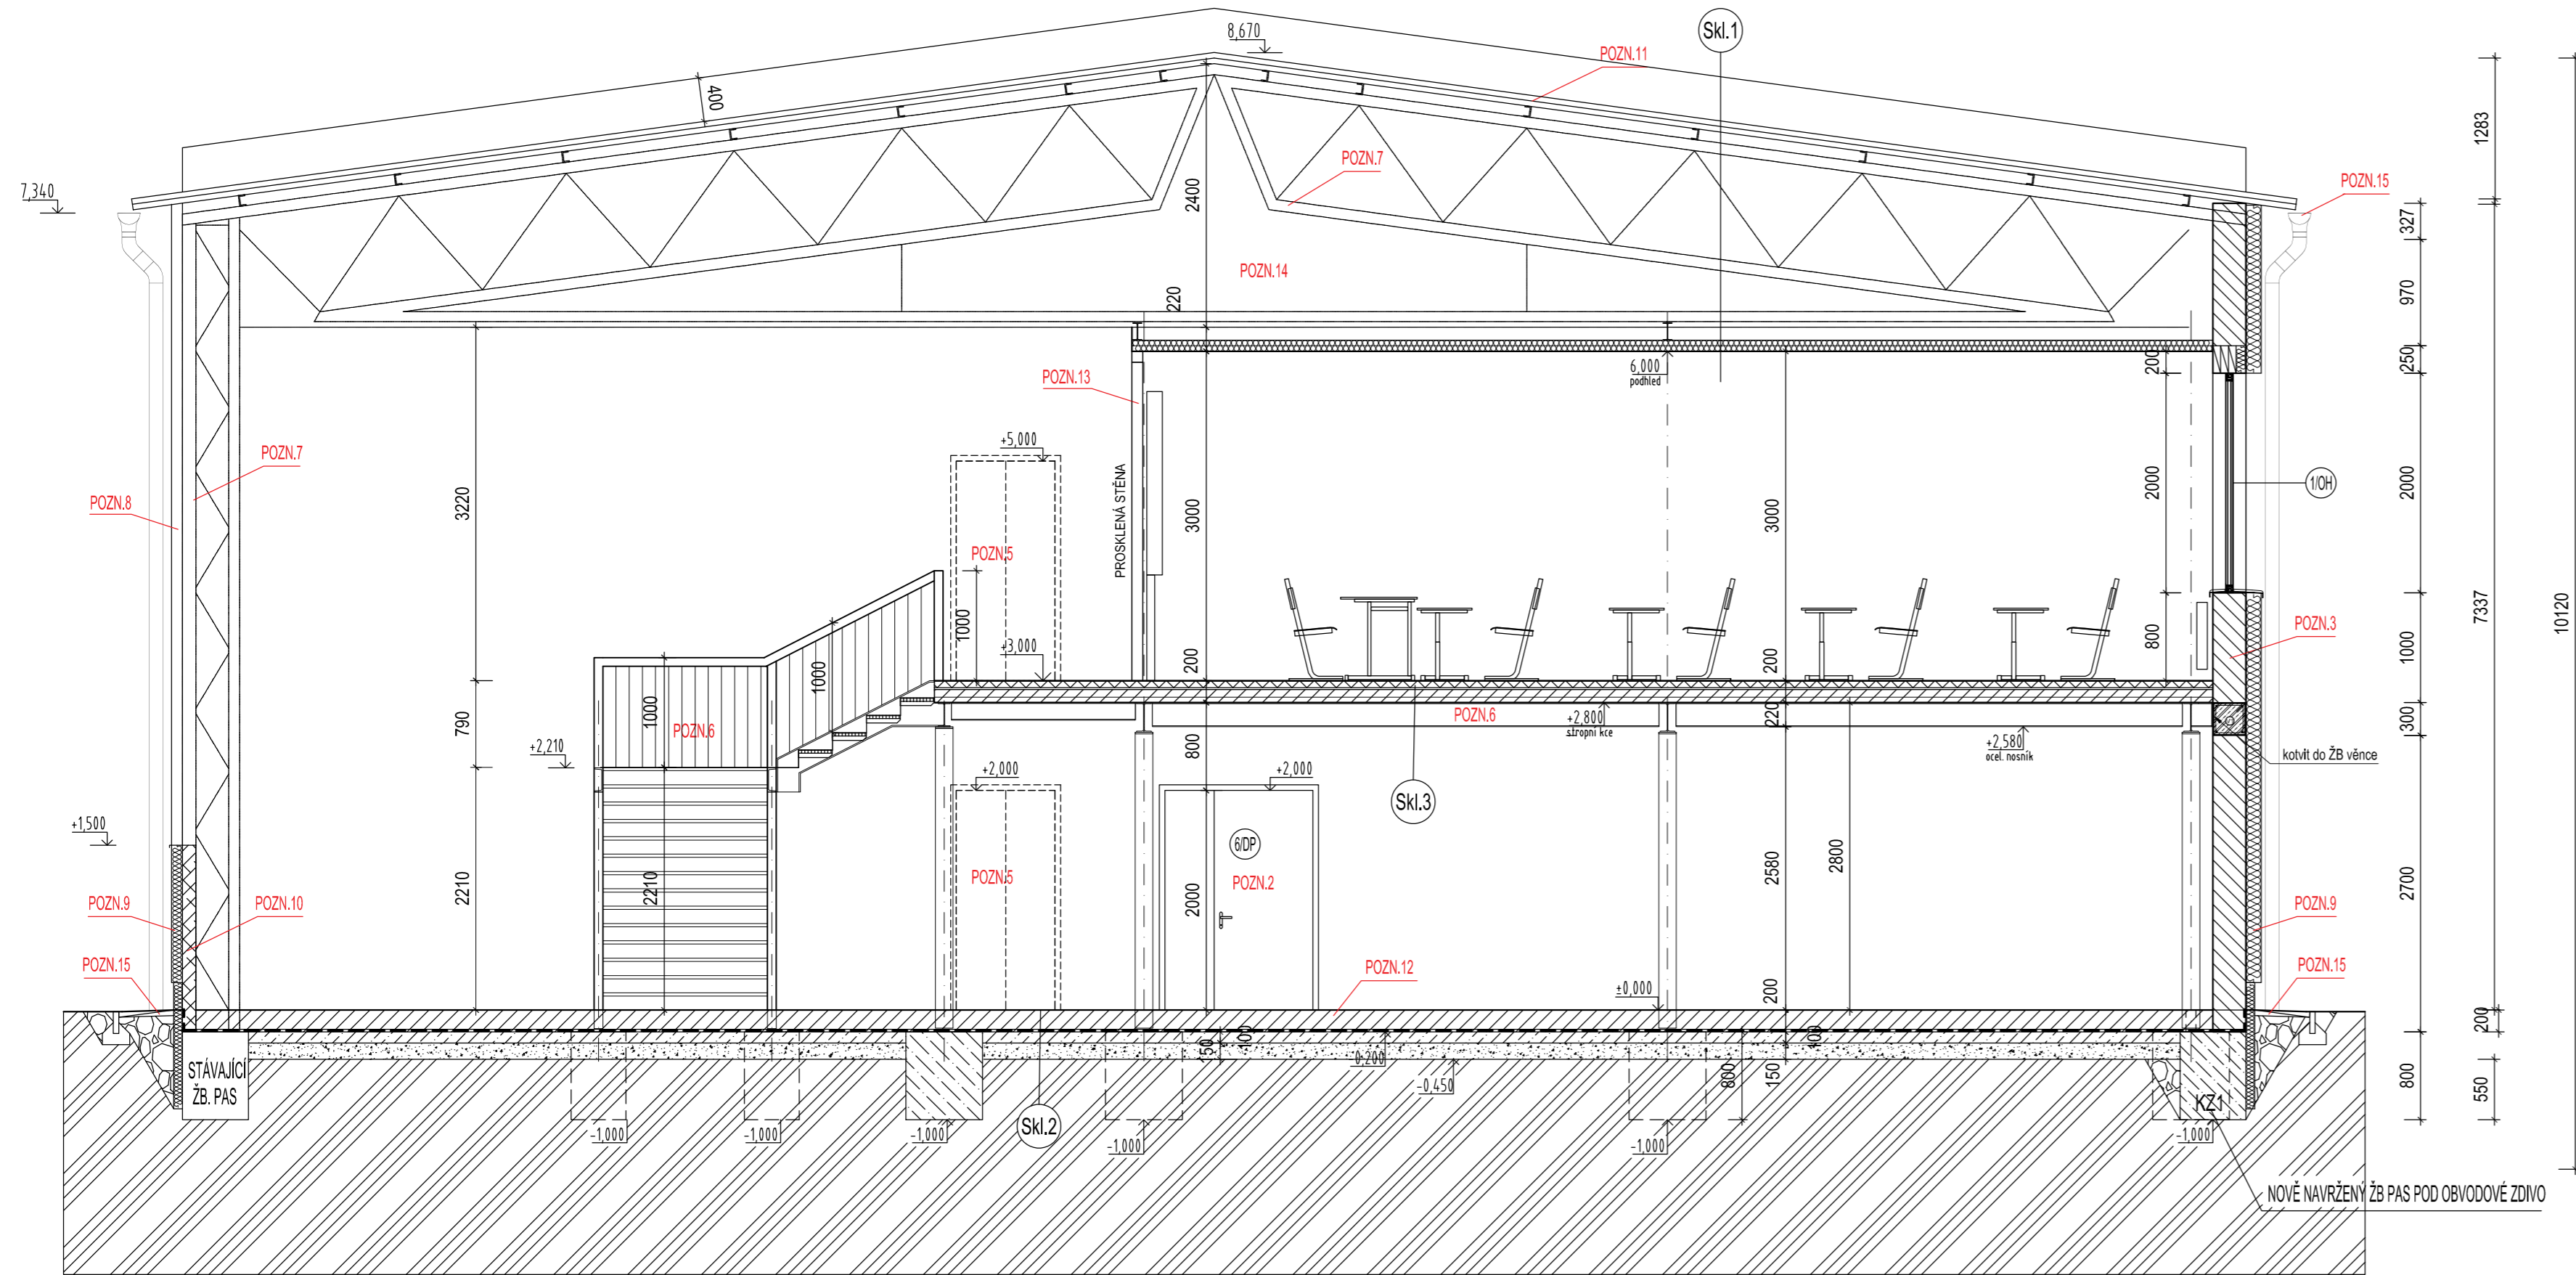 8,670
Skl.1
POZN.11
400
1283
POZN.7
POZN.15
7,340
2400
327
POZN.14
970
220
6,000
podhled
200
250
POZN.13
+5,000
POZN.7
POZN.8
3220
PROSKLENÁ STĚNA
3000
3000
2000
1/OH
2000
7337
10120
POZN.5
1000
+3,000
1000
200
200
800
POZN.3
1000
790
1000
POZN.6
+2,210
POZN.6
+2,800
stropní kce
220
+2,580
ocel. nosník
300
kotvit do ŽB věnce
800
+2,000
+2,000
Skl.3
+1,500
6/DP
POZN.5
POZN.2
2210
2210
2000
2580
2800
2700
POZN.9
POZN.10
POZN.9
POZN.15
POZN.12
POZN.15
±0,000
200
200
150
400
-0,200
400
STÁVAJÍCÍ
ŽB. PAS
-0,450
800
150
800
550
KZ1
Skl.2
-1,000
-1,000
-1,000
-1,000
-1,000
-1,000
NOVĚ NAVRŽENÝ ŽB PAS POD OBVODOVÉ ZDIVO